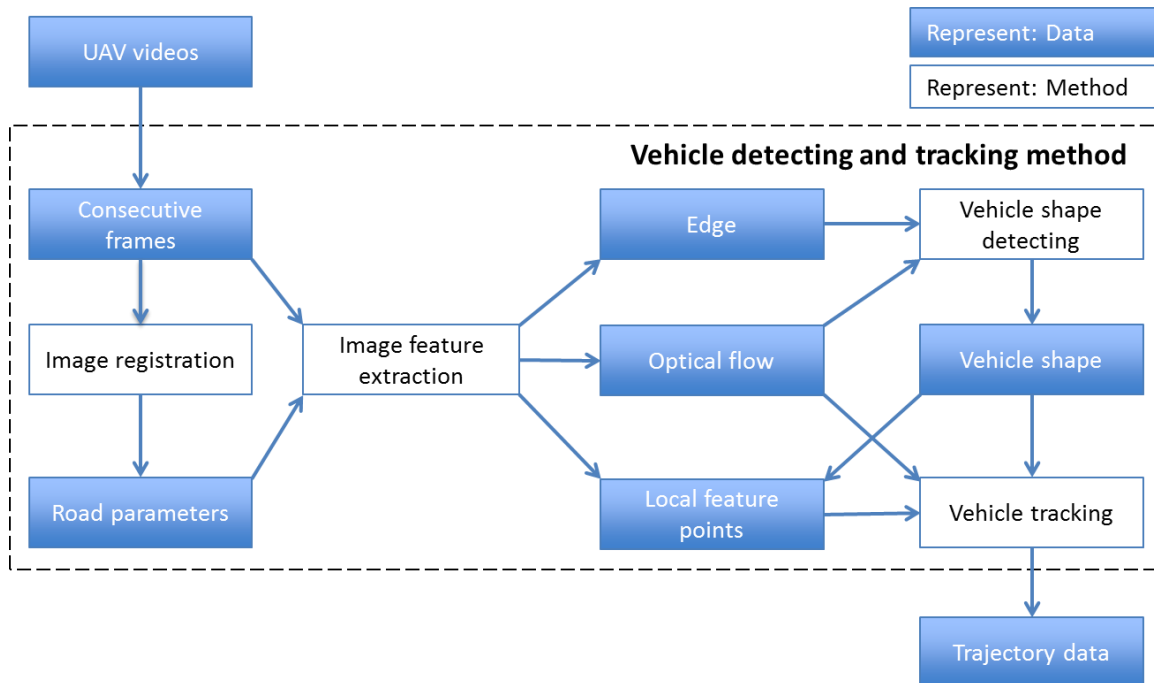 UAV videos
Represent: Data
Represent: Method
Vehicle detecting and tracking method
Consecutive
frames
Edge
Vehicle shape
detecting
Image registration
Image feature
extraction
Optical flow
Vehicle shape
Road parameters
Local feature
points
Vehicle tracking
Trajectory data